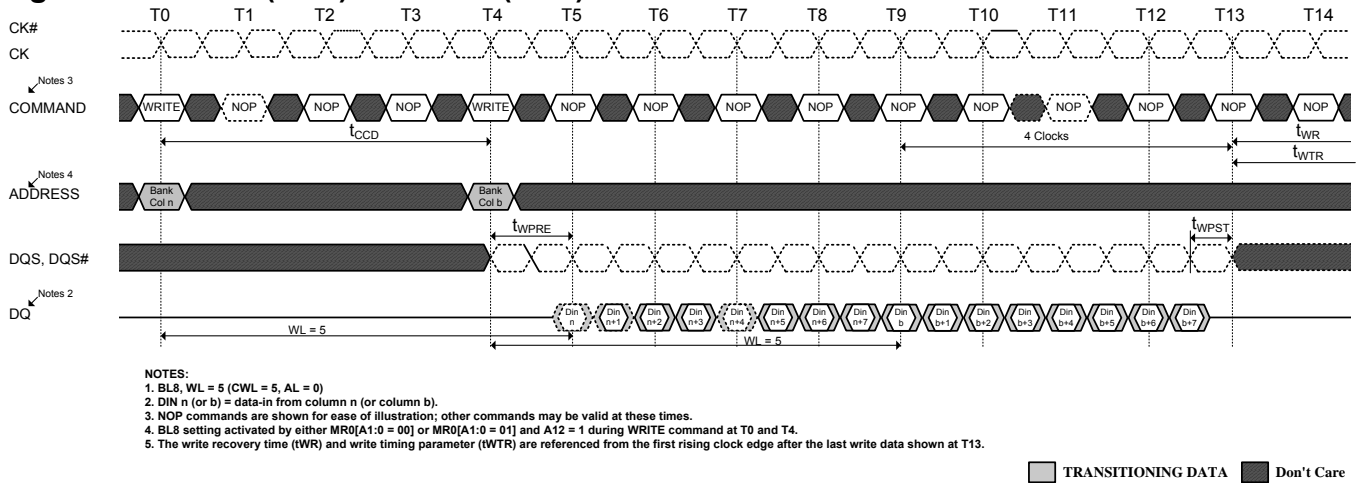 T0 T1 T2 T3 T4 T5 T6 T7 T8 T9 T10 T11 T12 T13 T14
CK#
CK
Notes 3
COMMAND
WRITE NOP NOP NOP WRITE NOP NOP NOP NOP NOP NOP NOP NOP NOP NOP
tCCD
4 Clocks
tWR
tWTR
Notes 4
ADDRESS
Bank Col n
Bank Col b
tWPRE
tWPST
DQS, DQS#
Notes 2
DQ
Din n Din n+1 Din n+2 Din n+3 Din n+4 Din n+5 Din n+6 Din n+7 Din b Din b+1 Din b+2 Din b+3 Din b+4 Din b+5 Din b+6 Din b+7
WL = 5
WL = 5
NOTES:
1. BL8, WL = 5 (CWL = 5, AL = 0)
2. DIN n (or b) = data-in from column n (or column b).
3. NOP commands are shown for ease of illustration; other commands may be valid at these times.
4. BL8 setting activated by either MR0[A1:0 = 00] or MR0[A1:0 = 01] and A12 = 1 during WRITE command at T0 and T4.
5. The write recovery time (tWR) and write timing parameter (tWTR) are referenced from the first rising clock edge after the last write data shown at T13.
TRANSITIONING DATA Don't Care